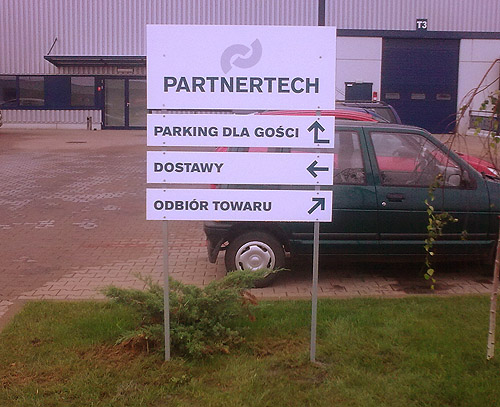 T3
PARTNERTECH
PARKING DLA GOŚCI
DOSTAWY
ODBIÓR TOWARU